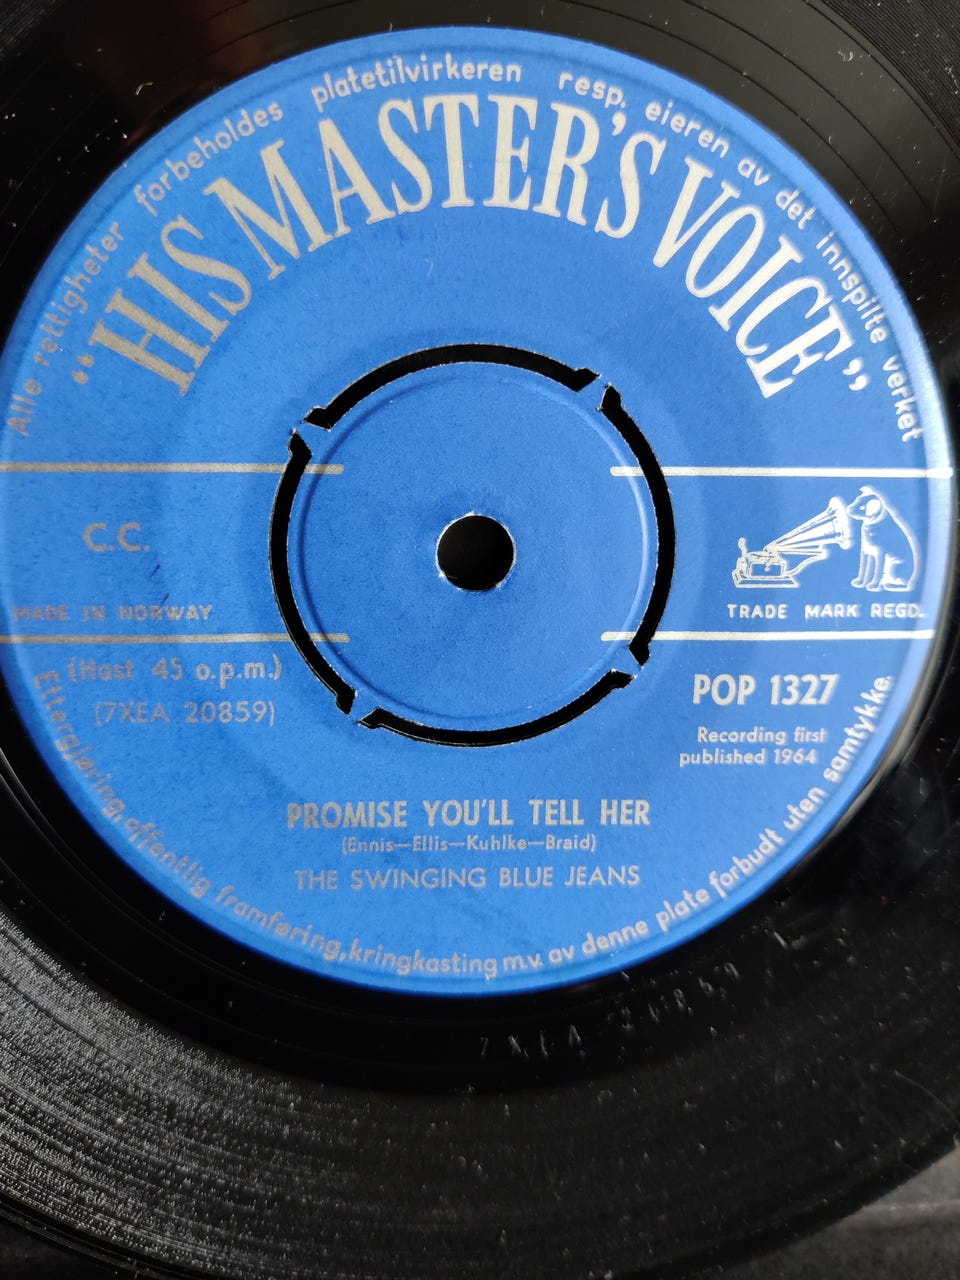 Alle rettigheter forbeholdes platetilvirkeren resp. eieren av det innspilte verket
"HIS MASTER'S VOICE"
C.C.
MADE IN NORWAY
TRADE MARK REGD.
(Hast 45 o.p.m.)
(7XEA 20859)
POP 1327
Recording first
published 1964
PROMISE YOU'LL TELL HER
(Ennis—Ellis—Kuhlke—Braid)
THE SWINGING BLUE JEANS
Ettergjøring, offentlig framføring, kringkasting m.v. av denne plate forbudt uten samtykke.